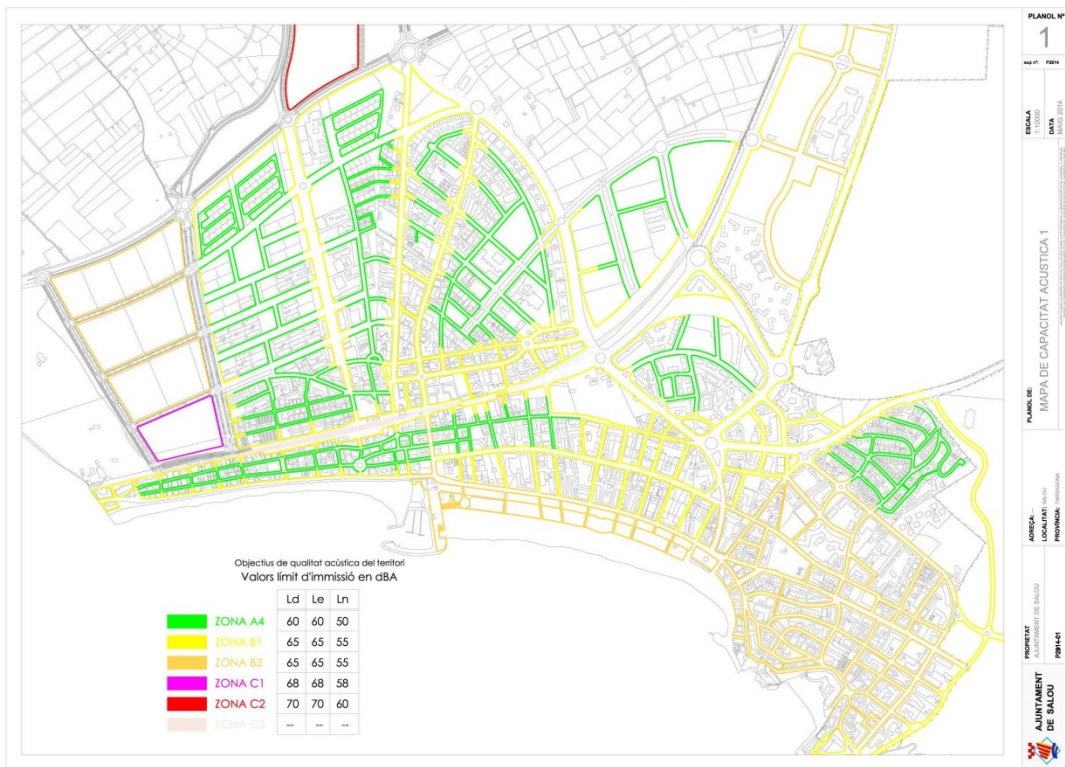 Objectius de qualitat acústica del territori
Valors límit d'immissió en dBA
Ld Le Ln
ZONA A4 60 60 50
ZONA B1 65 65 55
ZONA B2 65 65 55
ZONA C1 68 68 58
ZONA C2 70 70 60
ZONA C3 -- -- --
PLANOL Nº
1
exp nº: P2914
ESCALA
1:10000
DATA
MAIG 2014
PLANOL DE:
MAPA DE CAPACITAT ACUSTICA 1
ADREÇA: --
LOCALITAT: SALOU
PROVÍNCIA: TARRAGONA
PROPIETAT
AJUNTAMENT DE SALOU
P2914-01
AJUNTAMENT
DE SALOU